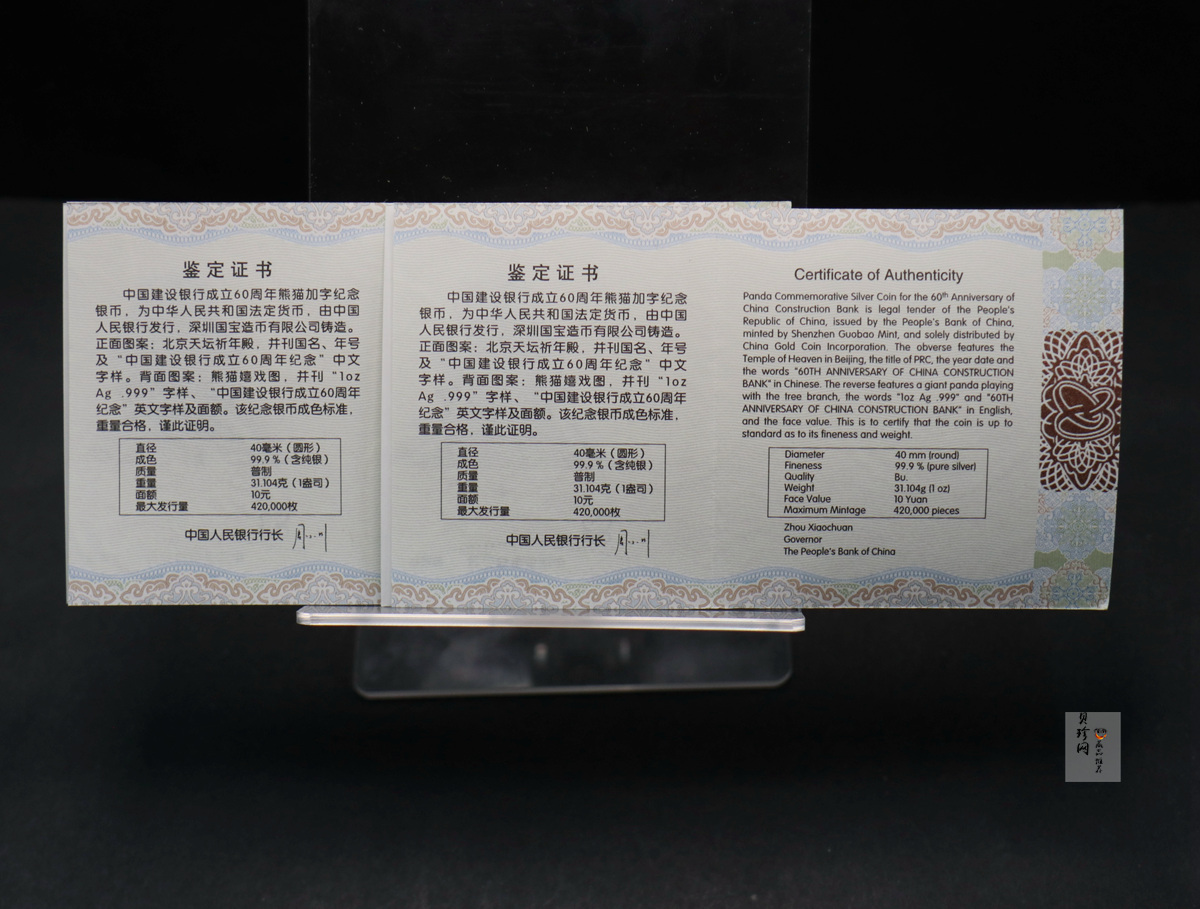 鉴定证书
中国建设银行成立60周年熊猫加字纪念
银币，为中华人民共和国法定货币，由中国
人民银行发行，深圳国宝造币有限公司铸造。
正面图案：北京天坛祈年殿，并刊国名、年号
及“中国建设银行成立60周年纪念”中文
字样。背面图案：熊猫嬉戏图，并刊“1oz
Ag .999”字样、“中国建设银行成立60周年
纪念”英文字样及面额。该纪念银币成色标准，
重量合格，谨此证明。
直径 40毫米（圆形）
成色 99.9％（含纯银）
质量 普制
重量 31.104克（1盎司）
面额 10元
最大发行量 420,000枚
中国人民银行行长
鉴定证书
中国建设银行成立60周年熊猫加字纪念
银币，为中华人民共和国法定货币，由中国
人民银行发行，深圳国宝造币有限公司铸造。
正面图案：北京天坛祈年殿，并刊国名、年号
及“中国建设银行成立60周年纪念”中文
字样。背面图案：熊猫嬉戏图，并刊“1oz
Ag .999”字样、“中国建设银行成立60周年
纪念”英文字样及面额。该纪念银币成色标准，
重量合格，谨此证明。
直径 40毫米（圆形）
成色 99.9％（含纯银）
质量 普制
重量 31.104克（1盎司）
面额 10元
最大发行量 420,000枚
中国人民银行行长
Certificate of Authenticity
Panda Commemorative Silver Coin for the 60th Anniversary of
China Construction Bank is legal tender of the People's
Republic of China, issued by the People's Bank of China,
minted by Shenzhen Guobao Mint, and solely distributed by
China Gold Coin Incorporation. The obverse features the
Temple of Heaven in Beijing, the title of PRC, the year date and
the words "60TH ANNIVERSARY OF CHINA CONSTRUCTION
BANK" in Chinese. The reverse features a giant panda playing
with the tree branch, the words "1oz Ag .999" and "60TH
ANNIVERSARY OF CHINA CONSTRUCTION BANK" in English,
and the face value. This is to certify that the coin is up to
standard as to its fineness and weight.
Diameter 40 mm (round)
Fineness 99.9 % (pure silver)
Quality Bu.
Weight 31.104g (1 oz)
Face Value 10 Yuan
Maximum Mintage 420,000 pieces
Zhou Xiaochuan
Governor
The People's Bank of China
贝珍网